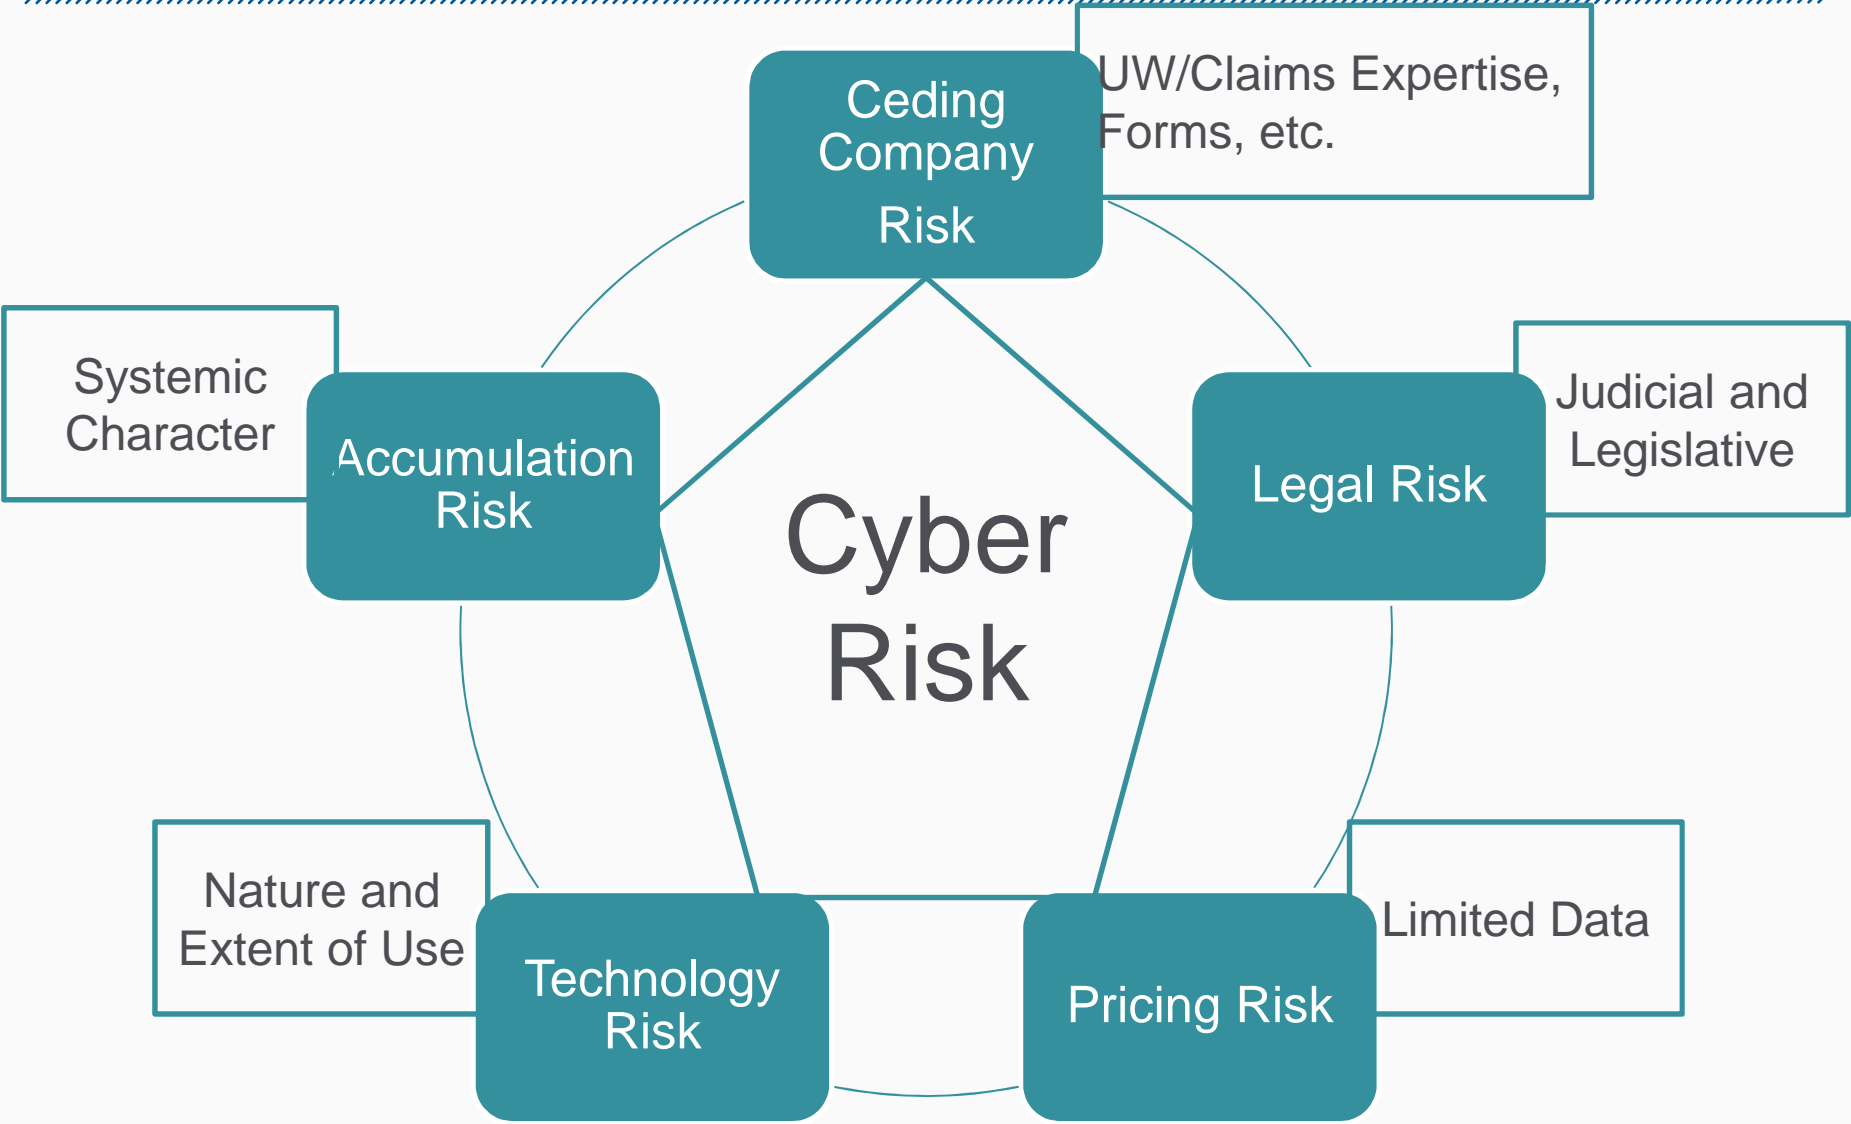 Ceding
Company
Risk
UW/Claims Expertise,
Forms, etc.
Systemic
Character
Accumulation
Risk
Judicial and
Legislative
Legal Risk
Cyber
Risk
Nature and
Extent of Use
Technology
Risk
Limited Data
Pricing Risk